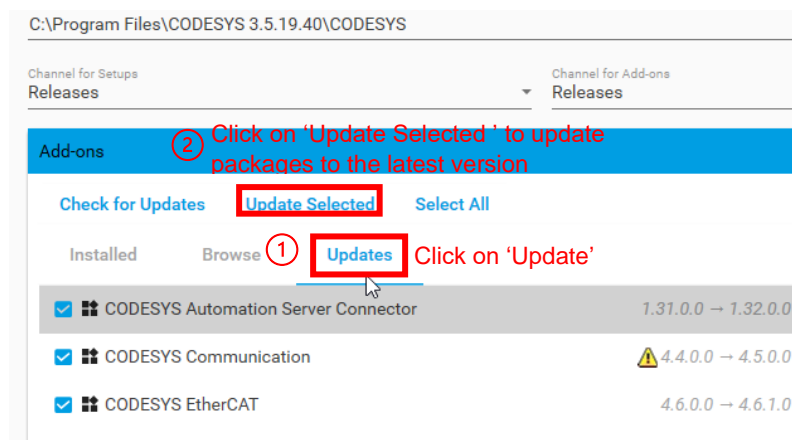 C:\Program Files\CODESYS 3.5.19.40\CODESYS
Channel for Setups
Releases
Channel for Add-ons
Releases
Add-ons
2 Click on ‘Update Selected ’ to update
packages to the latest version
Check for Updates Update Selected Select All
Installed Browse 1 Updates Click on ‘Update’
CODESYS Automation Server Connector 1.31.0.0 → 1.32.0.0
CODESYS Communication 4.4.0.0 → 4.5.0.0
CODESYS EtherCAT 4.6.0.0 → 4.6.1.0